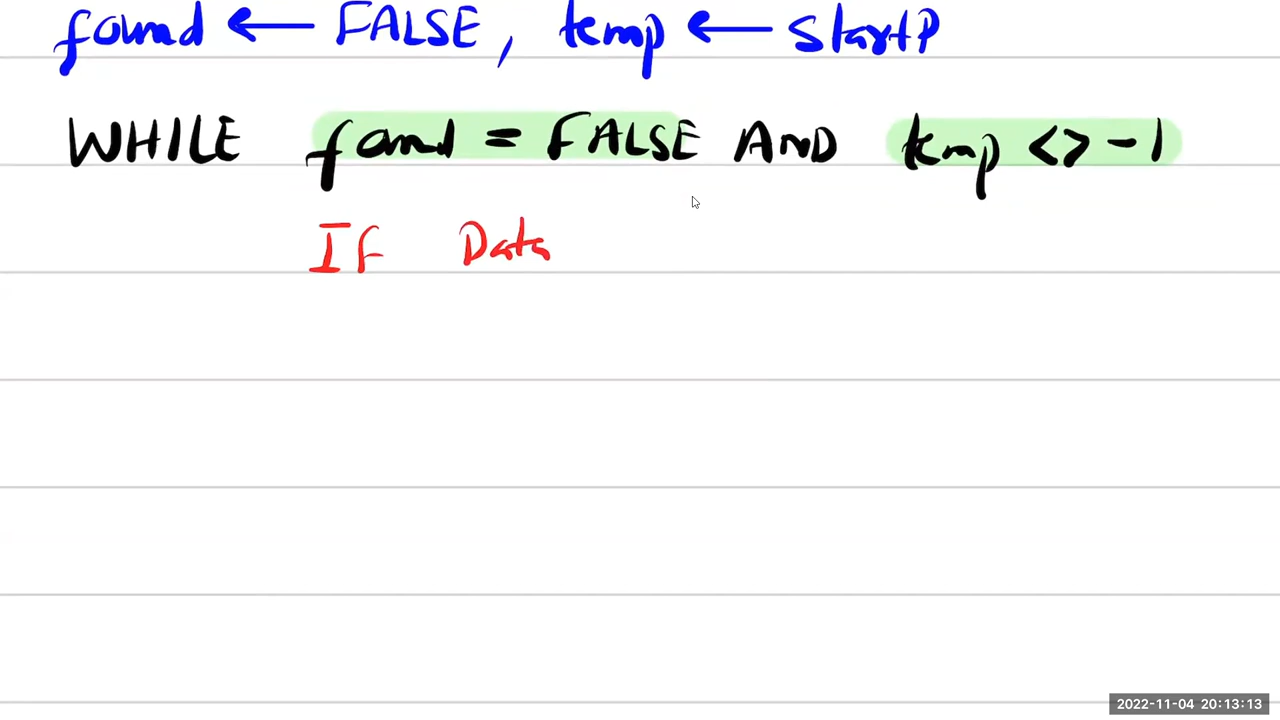 found ← FALSE, temp ← startP
WHILE found = FALSE AND temp <> -1
If Data
2022-11-04 20:13:13